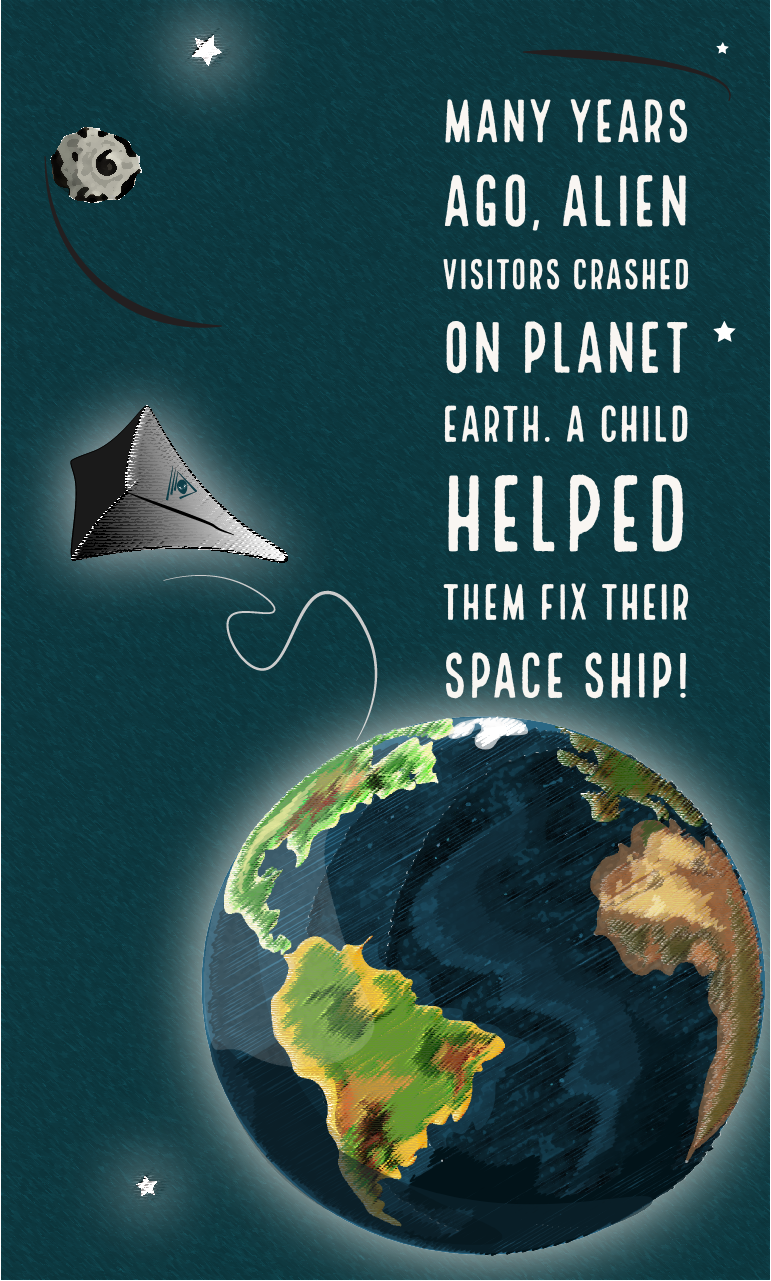 MANY YEARS
AGO, ALIEN
VISITORS CRASHED
ON PLANET
EARTH. A CHILD
HELPED
THEM FIX THEIR
SPACE SHIP!